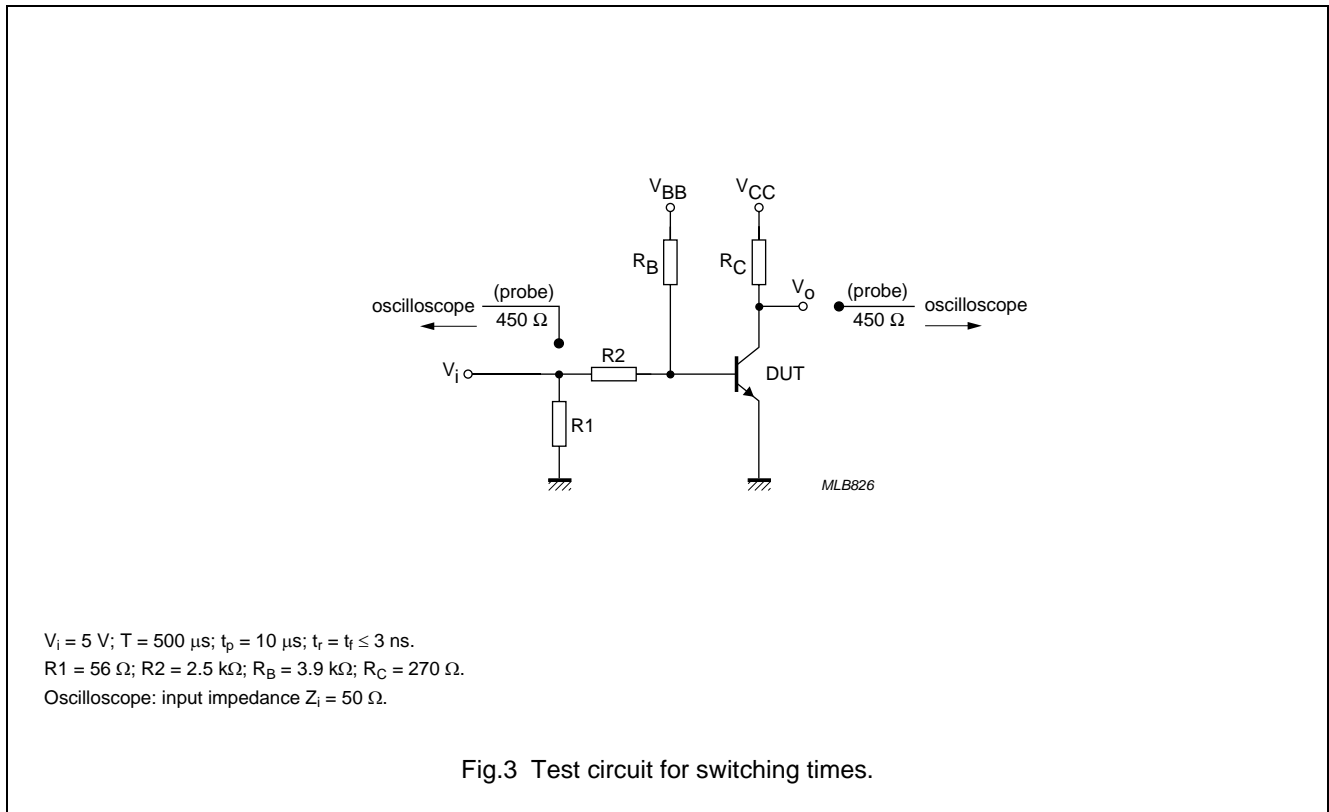 V_BB V_CC
R_B R_C
V_o
(probe) (probe)
oscilloscope oscilloscope
450 Ω 450 Ω
R2
V_i DUT
R1
MLB826
V_i = 5 V; T = 500 μs; t_p = 10 μs; t_r = t_f ≤ 3 ns.
R1 = 56 Ω; R2 = 2.5 kΩ; R_B = 3.9 kΩ; R_C = 270 Ω.
Oscilloscope: input impedance Z_i = 50 Ω.
Fig.3 Test circuit for switching times.